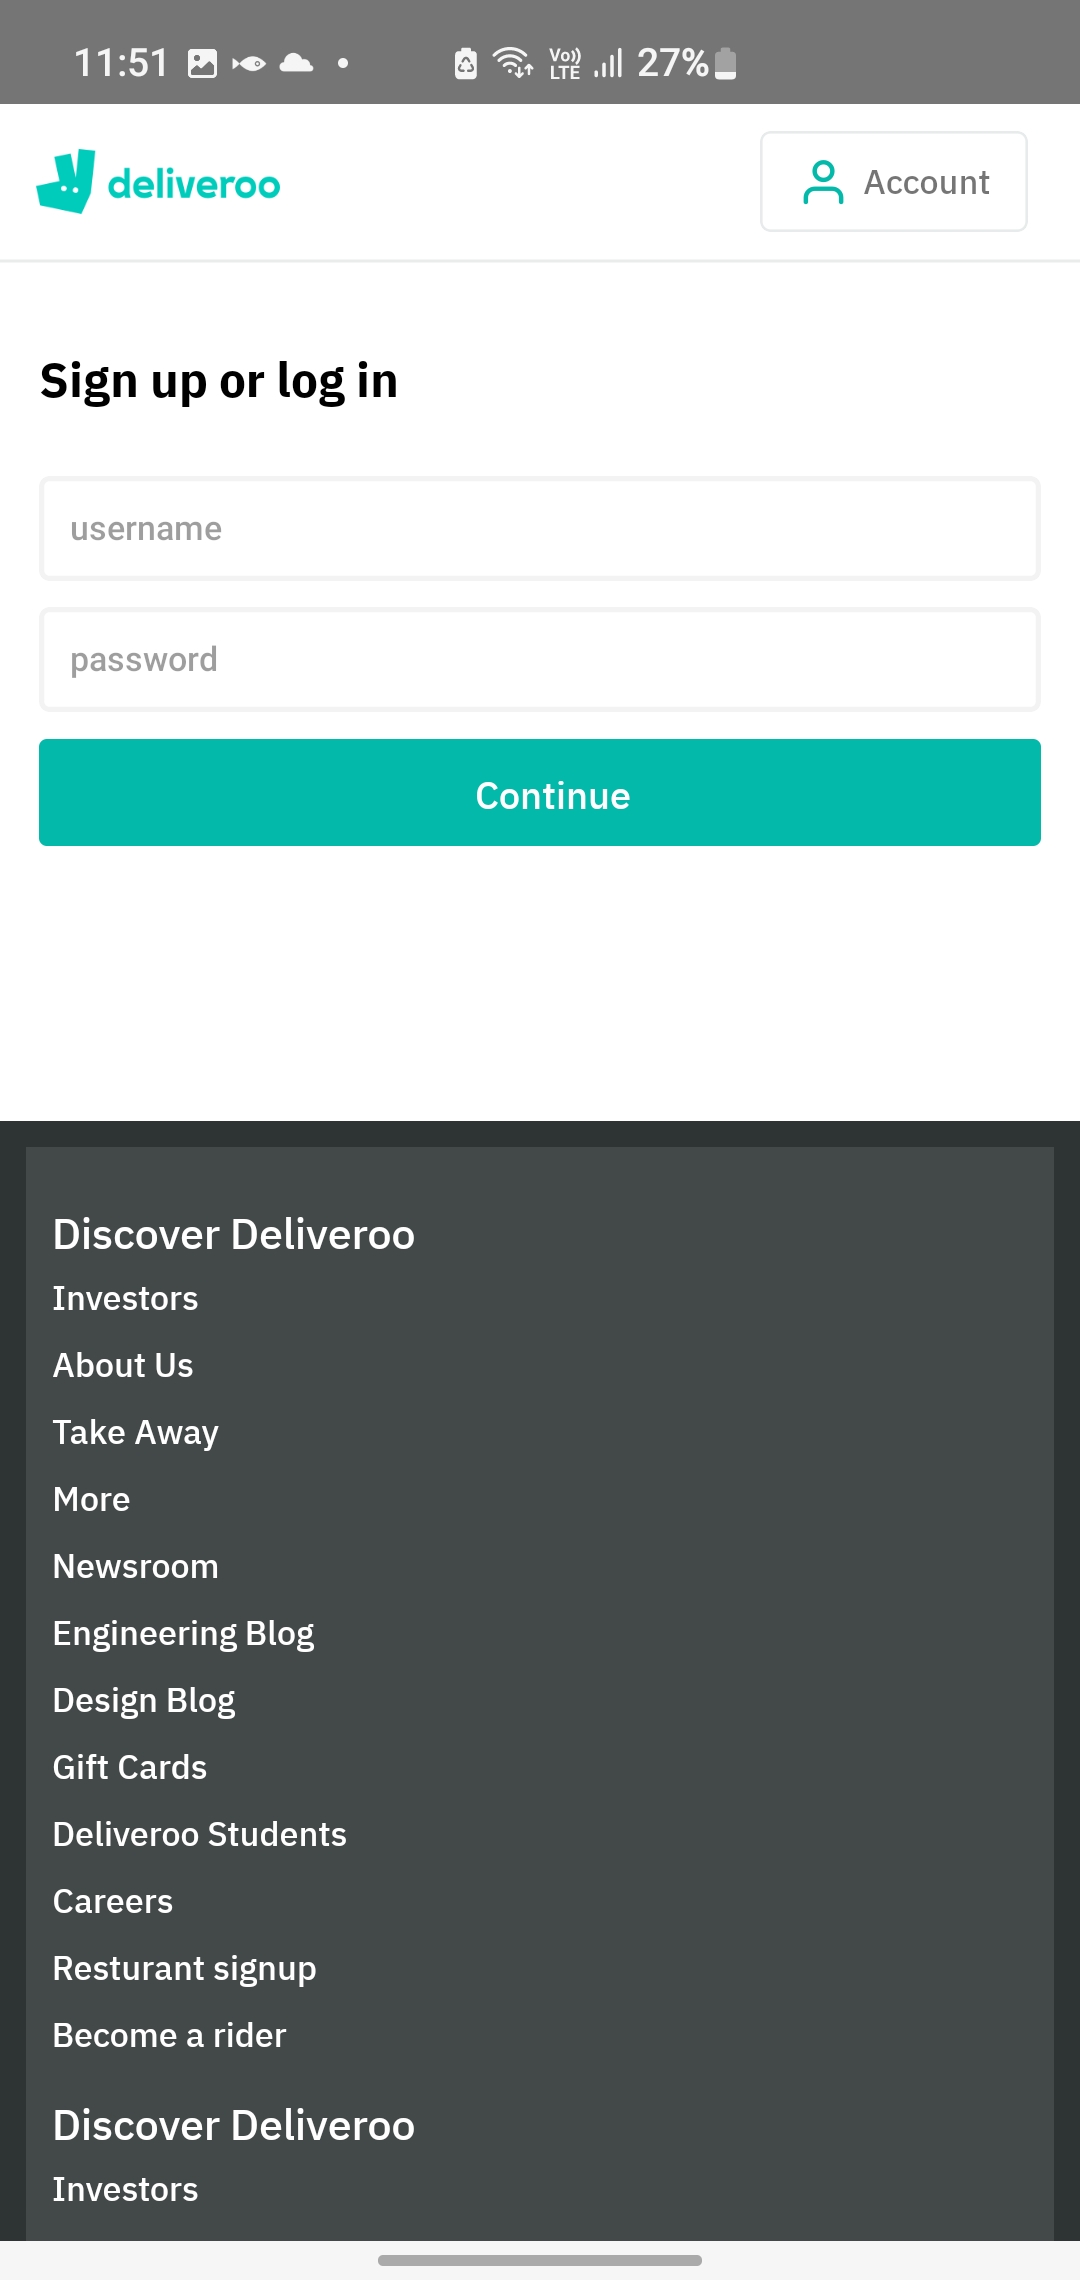 11:51 Vo)) LTE 27%
deliveroo
Account
Sign up or log in
username
password
Continue
Discover Deliveroo
Investors
About Us
Take Away
More
Newsroom
Engineering Blog
Design Blog
Gift Cards
Deliveroo Students
Careers
Resturant signup
Become a rider
Discover Deliveroo
Investors